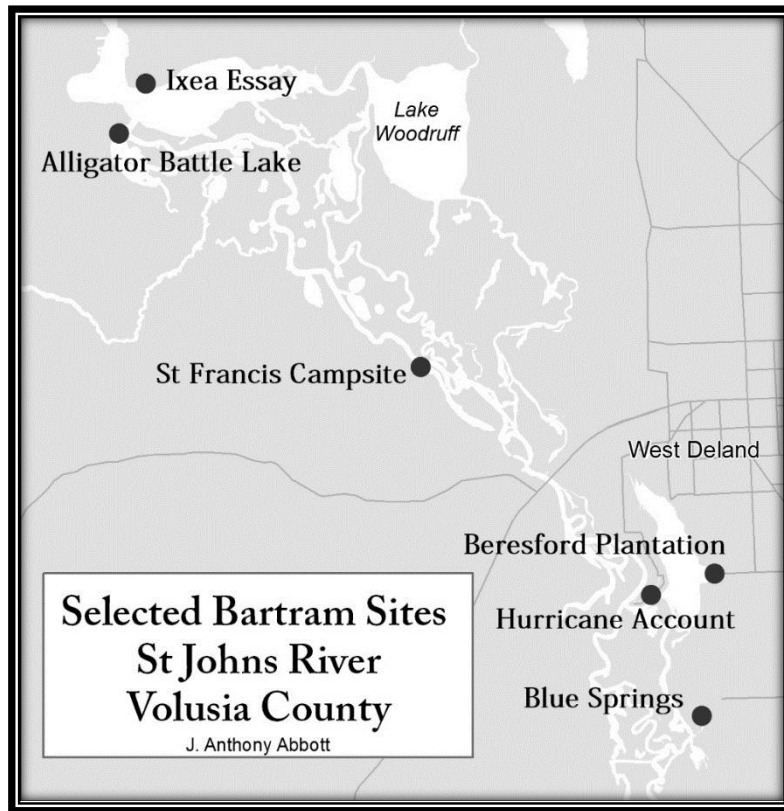 Ixea Essay
Lake
Woodruff
Alligator Battle Lake
St Francis Campsite
West Deland
Beresford Plantation
Hurricane Account
Blue Springs
Selected Bartram Sites
St Johns River
Volusia County
J. Anthony Abbott